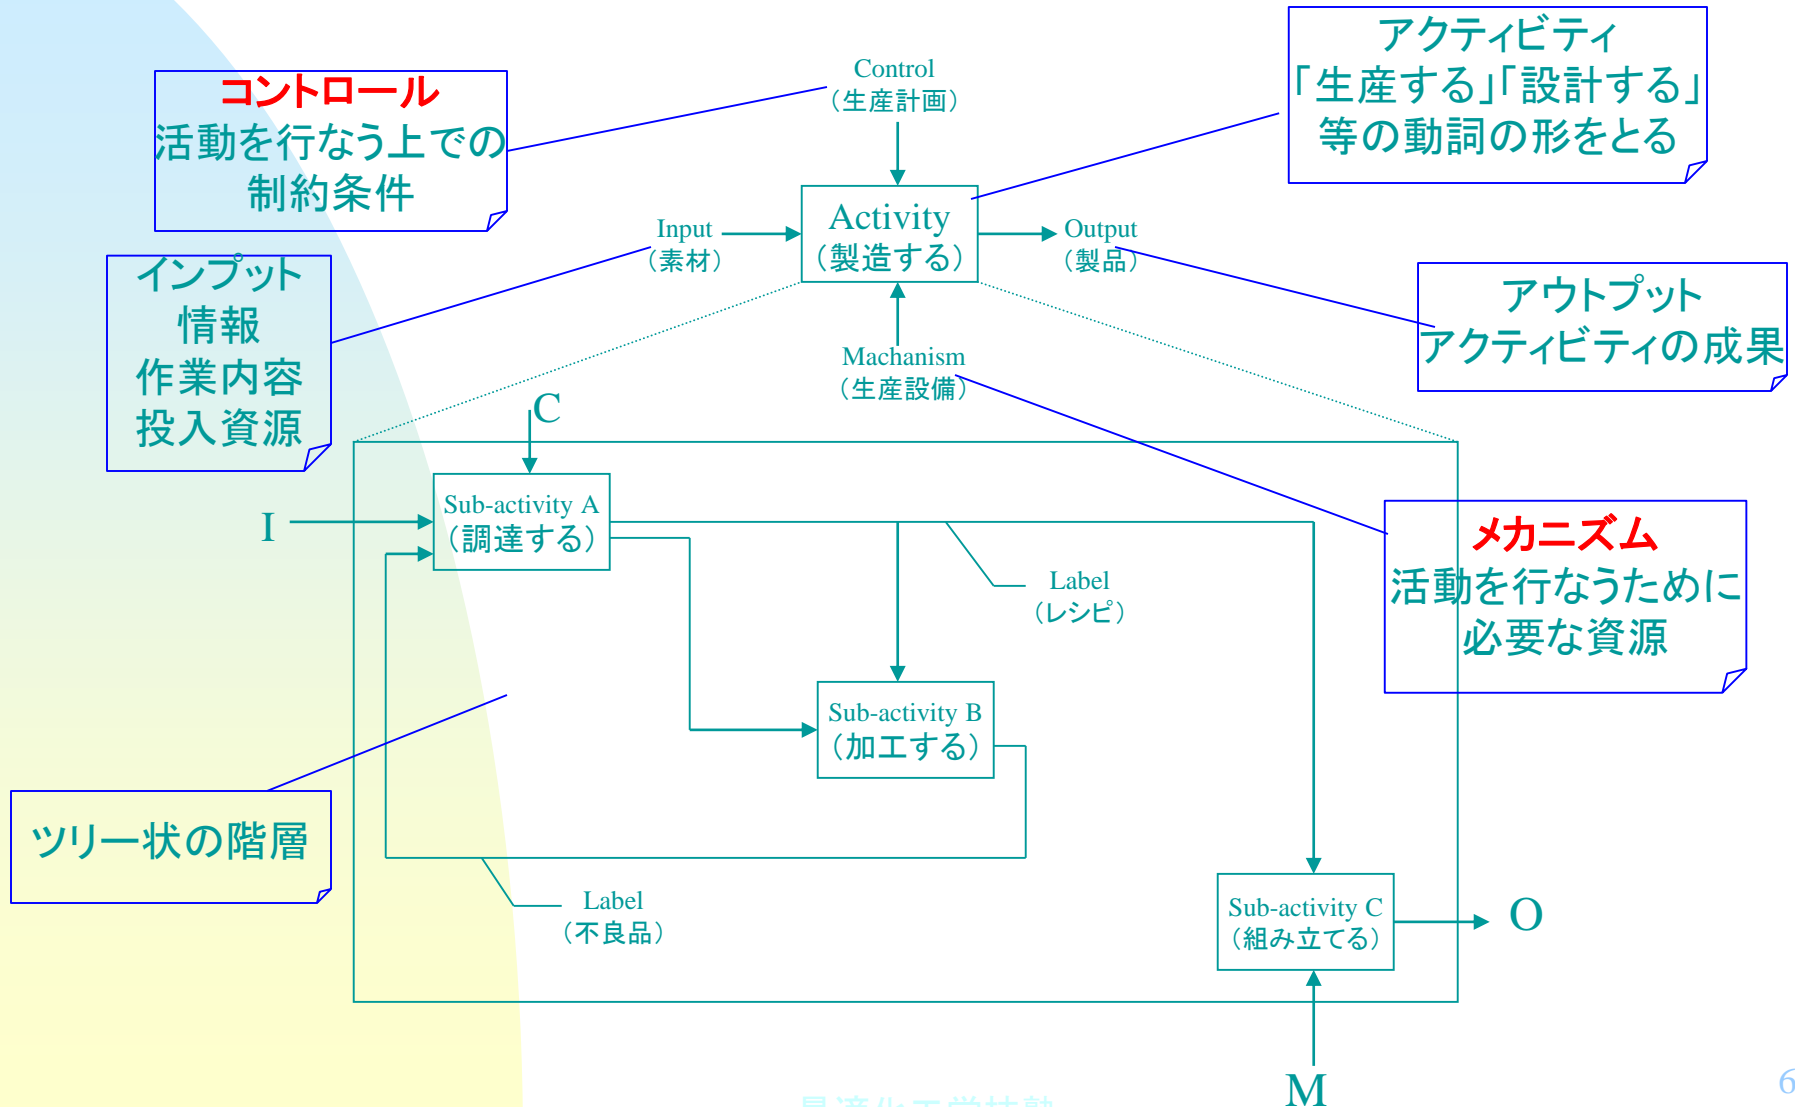 コントロール
活動を行なう上での
制約条件
Control
（生産計画）
アクティビティ
「生産する」「設計する」
等の動詞の形をとる
インプット
情報
作業内容
投入資源
Input
（素材）
Activity
（製造する）
Output
（製品）
アウトプット
アクティビティの成果
Machanism
（生産設備）
C
I
Sub-activity A
（調達する）
Label
（レシピ）
メカニズム
活動を行なうために
必要な資源
Sub-activity B
（加工する）
ツリー状の階層
Label
（不良品）
Sub-activity C
（組み立てる）
O
M
6